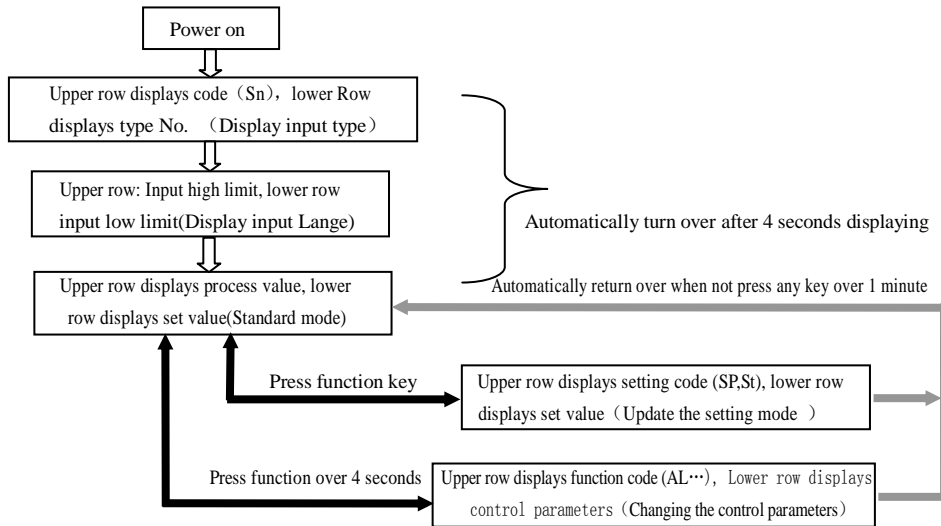 Power on
Upper row displays code（Sn），lower Row
displays type No. （Display input type）
Upper row: Input high limit, lower row
input low limit(Display input Lange)
Automatically turn over after 4 seconds displaying
Upper row displays process value, lower
row displays set value(Standard mode)
Automatically return over when not press any key over 1 minute
Press function key
Upper row displays setting code (SP,St), lower row
displays set value（Update the setting mode ）
Press function over 4 seconds
Upper row displays function code (AL…), Lower row displays
control parameters（Changing the control parameters）